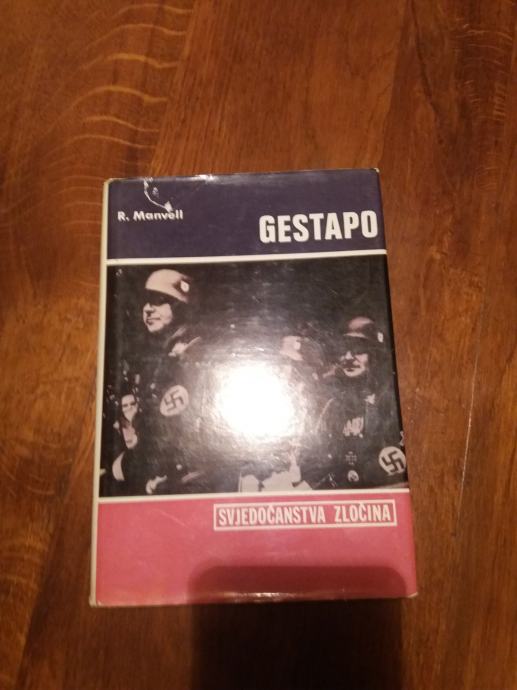 R. Manvell
GESTAPO
SVJEDOČANSTVA ZLOČINA